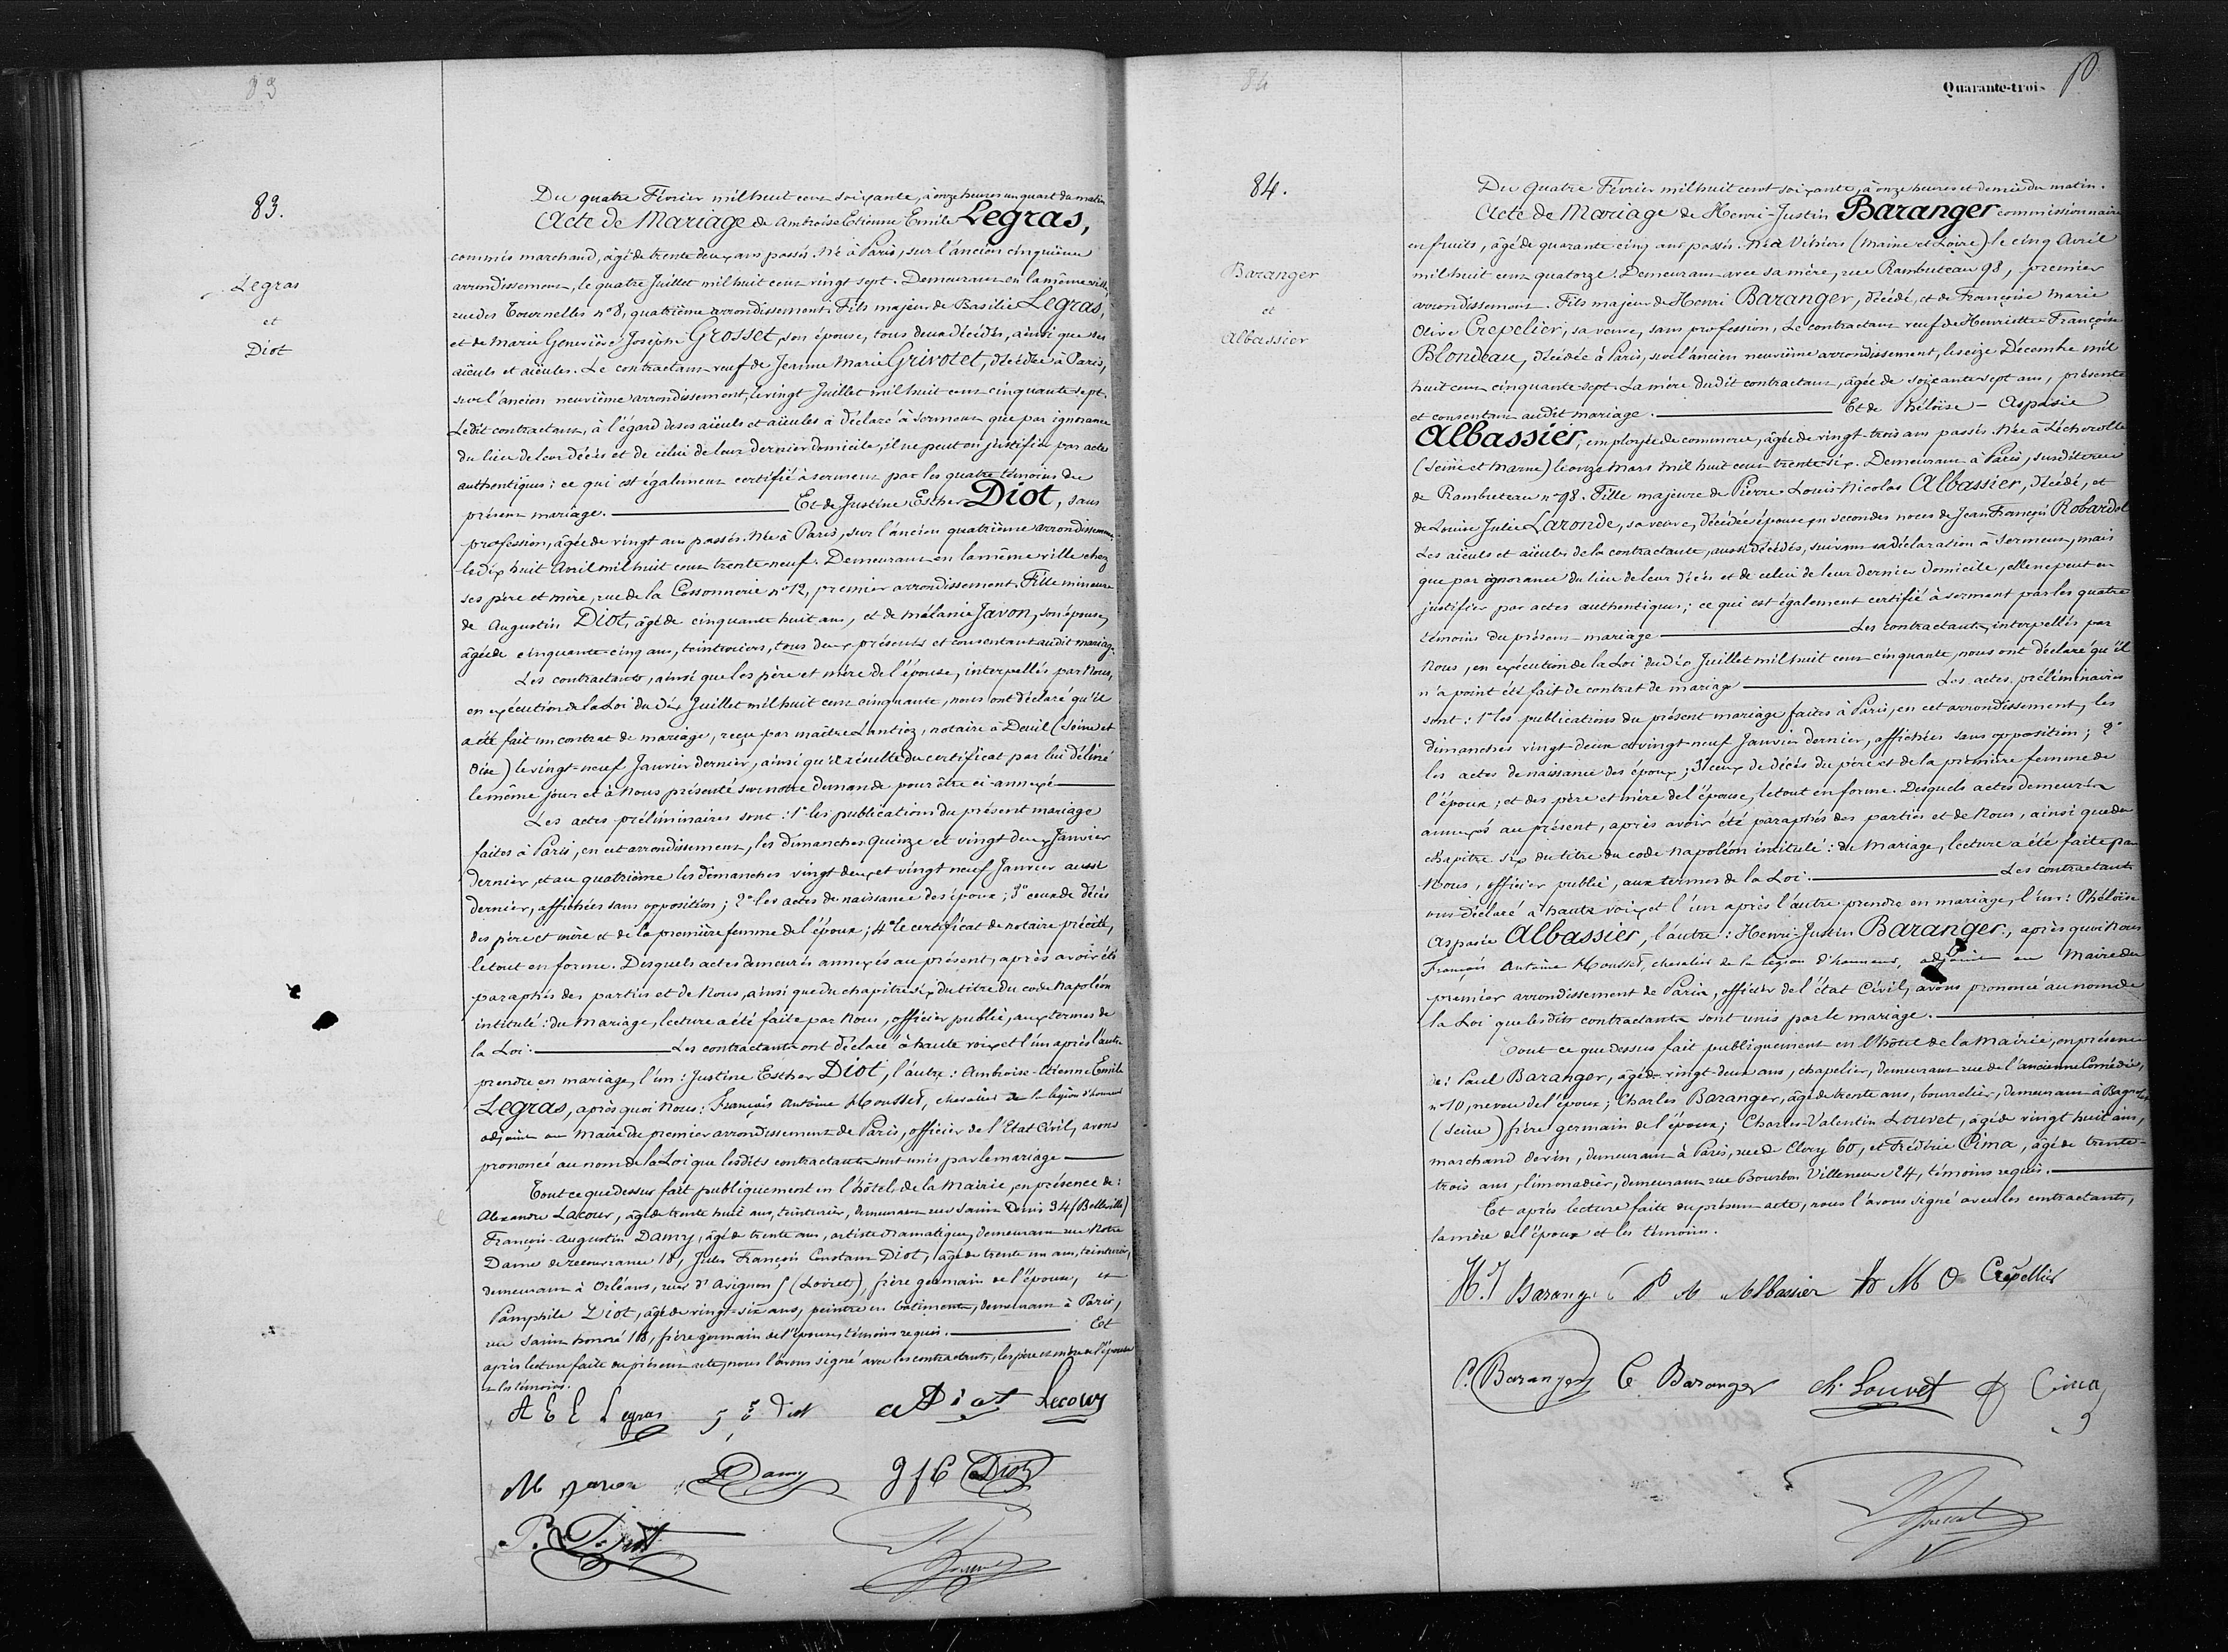 83
83.
Legras
et
Diot
Du quatre Février mil huit cent soixante, à onze heures un quart du matin
Acte de Mariage de Ambroise Etienne Emile Legras,
commis marchand, âgé de trente deux ans passés. Né à Paris, sur l'ancien cinquième
arrondissement, le quatre Juillet mil huit cent vingt sept. Demeurant en la même ville,
rue des Tournelles n° 8, quatrième arrondissement. Fils majeur de Basilie Legras,
et de Marie Geneviève Josèphe Grosset, son épouse, tous deux décédés, ainsi que ses
aïeuls et aïeules. Le contractant veuf de Jeanne Marie Grivotet, décédée à Paris,
sur l'ancien neuvième arrondissement, le vingt Juillet mil huit cent cinquante sept.
Ledit contractant, à l'égard de ses aïeuls et aïeules a déclaré à serment que par ignorance
du lieu de leur décès et de celui de leur dernier domicile, il ne peut en justifier par actes
authentiques : ce qui est également certifié à serment par les quatre témoins du
présent mariage. Et de Justine Esther Diot, sans
profession, âgée de vingt ans passés. Née à Paris, sur l'ancien quatrième arrondissement,
le dix huit Avril mil huit cent trente neuf. Demeurant en la même ville chez
ses père et mère, rue de la Cossonnerie n° 12, premier arrondissement. Fille mineure
de Augustin Diot, âgé de cinquante huit ans, et de Mélanie Javon, son épouse,
âgée de cinquante-cinq ans, teinturiers, tous deux présents et consentant audit mariage.
Les contractants, ainsi que les père et mère de l'épouse, interpellés par Nous,
en exécution de la Loi du dix Juillet mil huit cent cinquante, nous ont déclaré qu'il
a été fait un contrat de mariage, reçu par maître Lantiez, notaire à Deuil (Seine et
Oise) le vingt-neuf Janvier dernier, ainsi qu'il résulte du certificat par lui délivré
le même jour et à Nous présenté sur notre demande pour être ci-annexé
Les actes préliminaires sont : 1° les publications du présent mariage
faites à Paris, en cet arrondissement, les dimanches Quinze et vingt deux Janvier
dernier, et au quatrième les dimanches vingt deux et vingt neuf Janvier aussi
dernier, affichées sans opposition ; 2° les actes de naissance des époux ; 3° ceux de décès
des père et mère et de la première femme de l'époux ; 4° le certificat de notaire précité,
le tout en forme. Desquels actes demeurés annexés au présent, après avoir été
paraphés des parties et de Nous, ainsi que du chapitre six du titre du code Napoléon
intitulé : du Mariage, lecture a été faite par Nous, officier public, aux termes de
la Loi. Les contractants ont déclaré à haute voix et l'un après l'autre
prendre en mariage, l'un : Justine Esther Diot, l'autre : Ambroise-Etienne Emile
Legras, après quoi Nous : François Antoine Mousset, chevalier de la légion d'honneur
adjoint au Maire du premier arrondissement de Paris, officier de l'Etat Civil, avons
prononcé au nom de la Loi que lesdits contractants sont unis par le mariage
Tout ce que dessus fait publiquement en l'hôtel de la Mairie, en présence de :
Alexandre Lacour, âgé de trente huit ans, teinturier, demeurant rue Saint Denis 34 (Belleville)
François-Augustin Damy, âgé de trente ans, artiste dramatique, demeurant rue Notre
Dame de recouvrance 18, Jules François Constant Diot, âgé de trente un ans, teinturier,
demeurant à Orléans, rue d'Avignon 5 (Loiret), frère germain de l'épouse, et
Pamphile Diot, âgé de vingt-six ans, peintre en bâtiments, demeurant à Paris,
rue Saint honoré 18, frère germain de l'épouse, témoins requis. Et
après lecture faite du présent acte, nous l'avons signé avec les contractants, les père et mère de l'épouse
et les témoins.
A E E Legras J E Diot A Diot Lecour
M Javon Damy J f C Diot
P. Diot
84
Quarante-trois
84.
Baranger
et
Albassier
Du Quatre Février mil huit cent soixante, à onze heures et demie du matin.
Acte de Mariage de Henri-Justin Baranger commissionnaire
en fruits, âgé de quarante cinq ans passés. Né à Vihiers (Maine et Loire) le cinq Avril
mil huit cent quatorze. Demeurant avec sa mère, rue Rambuteau 98, premier
arrondissement. Fils majeur de Henri Baranger, décédé, et de Françoise Marie
Olive Crepelier, sa veuve, sans profession, Le contractant veuf de Henriette-Françoise
Blondeau, décédée à Paris, sur l'ancien neuvième arrondissement, le seize Décembre mil
huit cent cinquante sept. La mère dudit contractant, âgée de soixante sept ans, présente
et consentant audit mariage. Et de Phéloïse-Aspasie
Albassier, employée de commerce, âgée de vingt-trois ans passés. Née à Lécherolle
(Seine et Marne) le onze Mars mil huit cent trente six. Demeurant à Paris, susdite rue
de Rambuteau n° 98. Fille majeure de Pierre Louis-Nicolas Albassier, décédé, et
de Louise Julie Laronde, sa veuve, décédée épouse en secondes noces de Jean François Robardel
Les aïeuls et aïeules de la contractante, aussi décédés, suivant sa déclaration à serment, mais
que par ignorance du lieu de leur décès et de celui de leur dernier domicile, elle ne peut en
justifier par actes authentiques ; ce qui est également certifié à serment par les quatre
témoins du présent mariage Les contractants, interpellés par
Nous, en exécution de la Loi du dix Juillet mil huit cent cinquante, nous ont déclaré qu'il
n'a point été fait de contrat de mariage Les actes préliminaires
sont : 1° les publications du présent mariage faites à Paris, en cet arrondissement, les
dimanches vingt deux et vingt neuf Janvier dernier, affichées sans opposition ; 2°
les actes de naissance des époux ; 3° ceux de décès du père et de la première femme de
l'époux, et des père et mère de l'épouse, le tout en forme. Desquels actes demeurés
annexés au présent, après avoir été paraphés des parties et de Nous, ainsi que du
chapitre six du titre du code Napoléon intitulé : du Mariage, lecture a été faite par
Nous, officier public, aux termes de la Loi. Les contractants
ont déclaré à haute voix et l'un après l'autre prendre en mariage, l'un : Phéloïse
Aspasie Albassier, l'autre : Henri-Justin Baranger, après quoi Nous
François Antoine Mousset, chevalier de la légion d'honneur, adjoint au Maire du
premier arrondissement de Paris, officier de l'état Civil, avons prononcé au nom de
la Loi que lesdits contractants sont unis par le mariage.
Tout ce que dessus fait publiquement en l'hôtel de la Mairie, en présence
de : Paul Baranger, âgé de vingt-deux ans, chapelier, demeurant rue de l'ancienne Comédie,
n° 10, neveu de l'époux ; Charles Baranger, âgé de trente ans, bourrelier, demeurant à
(Seine) frère germain de l'époux ; Charles-Valentin Louvet, âgé de vingt huit ans,
marchand de vin, demeurant à Paris, rue de Cléry 60, et Frédéric Cima, âgé de trente-
trois ans, limonadier, demeurant rue Bourbon Villeneuve 24, témoins requis.
Et après lecture faite du présent acte, nous l'avons signé avec les contractants,
la mère de l'époux et les témoins.
H. J Baranger P A Albassier M O Crépellier
P. Baranger C Baranger Ch. Louvet F Cima